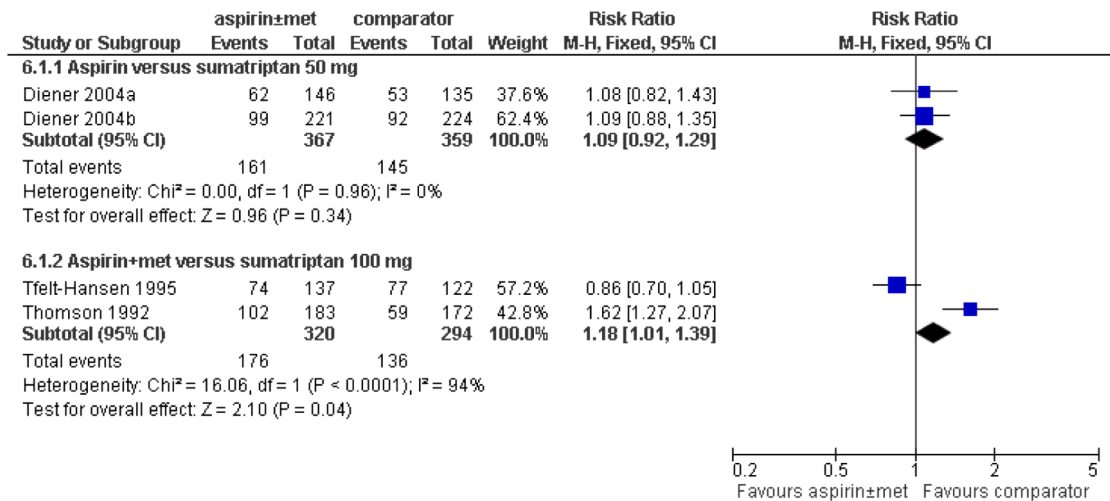 aspirin±met comparator Risk Ratio Risk Ratio
Study or Subgroup Events Total Events Total Weight M-H, Fixed, 95% CI M-H, Fixed, 95% CI
6.1.1 Aspirin versus sumatriptan 50 mg
Diener 2004a 62 146 53 135 37.6% 1.08 [0.82, 1.43]
Diener 2004b 99 221 92 224 62.4% 1.09 [0.88, 1.35]
Subtotal (95% CI) 367 359 100.0% 1.09 [0.92, 1.29]
Total events 161 145
Heterogeneity: Chi² = 0.00, df = 1 (P = 0.96); I² = 0%
Test for overall effect: Z = 0.96 (P = 0.34)
6.1.2 Aspirin+met versus sumatriptan 100 mg
Tfelt-Hansen 1995 74 137 77 122 57.2% 0.86 [0.70, 1.05]
Thomson 1992 102 183 59 172 42.8% 1.62 [1.27, 2.07]
Subtotal (95% CI) 320 294 100.0% 1.18 [1.01, 1.39]
Total events 176 136
Heterogeneity: Chi² = 16.06, df = 1 (P < 0.0001); I² = 94%
Test for overall effect: Z = 2.10 (P = 0.04)
0.2 0.5 1 2 5
Favours aspirin±met Favours comparator